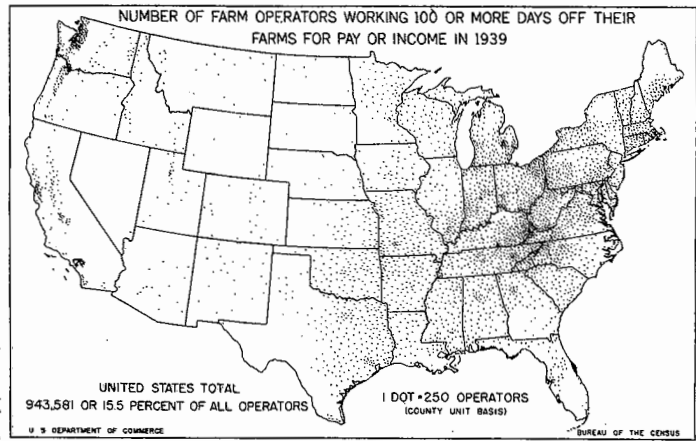 NUMBER OF FARM OPERATORS WORKING 100 OR MORE DAYS OFF THEIR
FARMS FOR PAY OR INCOME IN 1939
UNITED STATES TOTAL
943,581 OR 15.5 PERCENT OF ALL OPERATORS
1 DOT = 250 OPERATORS
(COUNTY UNIT BASIS)
U S DEPARTMENT OF COMMERCE
BUREAU OF THE CENSUS